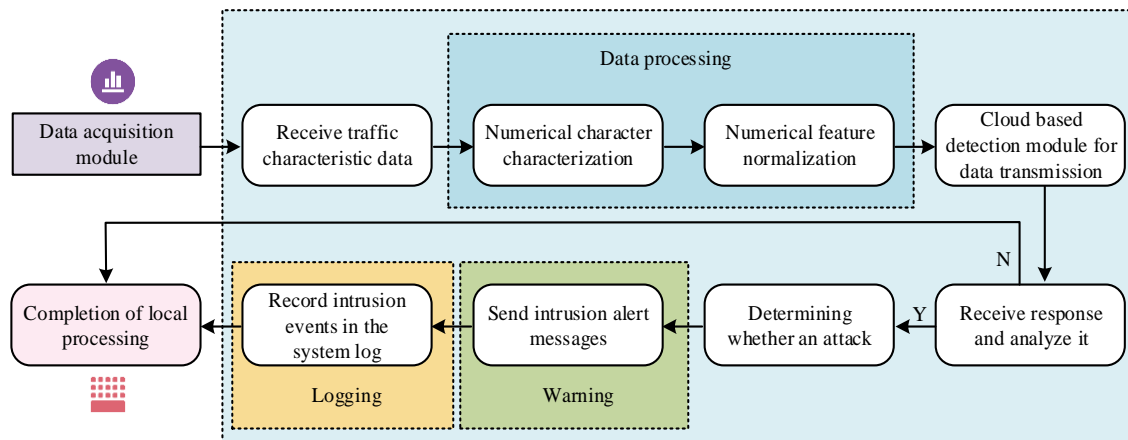 Data processing
Data acquisition
module
Receive traffic
characteristic data
Numerical character
characterization
Numerical feature
normalization
Cloud based
detection module for
data transmission
N
Completion of local
processing
Record intrusion
events in the
system log
Send intrusion alert
messages
Determining
whether an attack
Y
Receive response
and analyze it
Logging
Warning